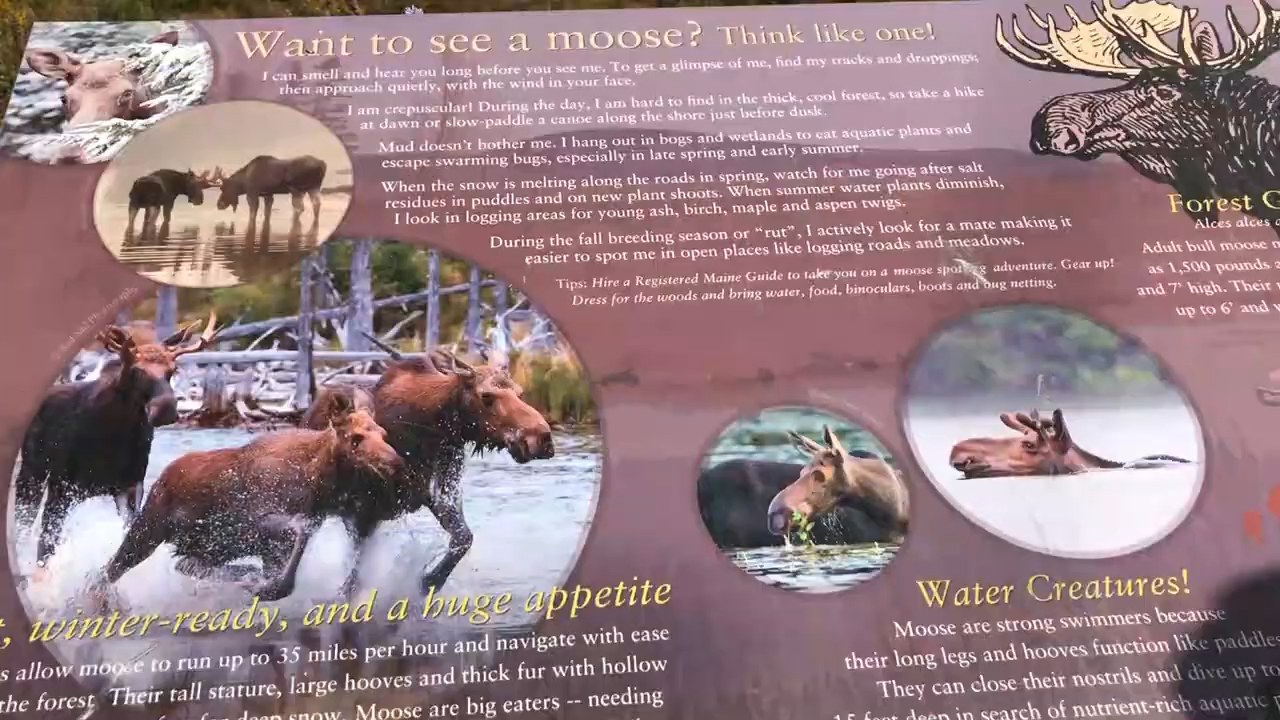 Want to see a moose? Think like one!
I can smell and hear you long before you see me. To get a glimpse of me, find my tracks and droppings,
then approach quietly, with the wind in your face.
I am crepuscular! During the day, I am hard to find in the thick, cool forest, so take a hike
at dawn or slow-paddle a canoe along the shore just before dusk.
Mud doesn't bother me. I hang out in bogs and wetlands to eat aquatic plants and
escape swarming bugs, especially in late spring and early summer.
When the snow is melting along the roads in spring, watch for me going after salt
residues in puddles and on new plant shoots. When summer water plants diminish,
I look in logging areas for young ash, birch, maple and aspen twigs.
During the fall breeding season or "rut", I actively look for a mate making it
easier to spot me in open places like logging roads and meadows.
Tips: Hire a Registered Maine Guide to take you on a moose spotting adventure. Gear up!
Dress for the woods and bring water, food, binoculars, boots and bug netting.
Forest
Alces alces
Adult bull moose
as 1,500 pounds
and 7' high. Their
up to 6' and
, winter-ready, and a huge appetite
allow moose to run up to 35 miles per hour and navigate with ease
the forest. Their tall stature, large hooves and thick fur with hollow
deep snow. Moose are big eaters -- needing
Water Creatures!
Moose are strong swimmers because
their long legs and hooves function like paddles
They can close their nostrils and dive up to
15 feet deep in search of nutrient-rich aquatic